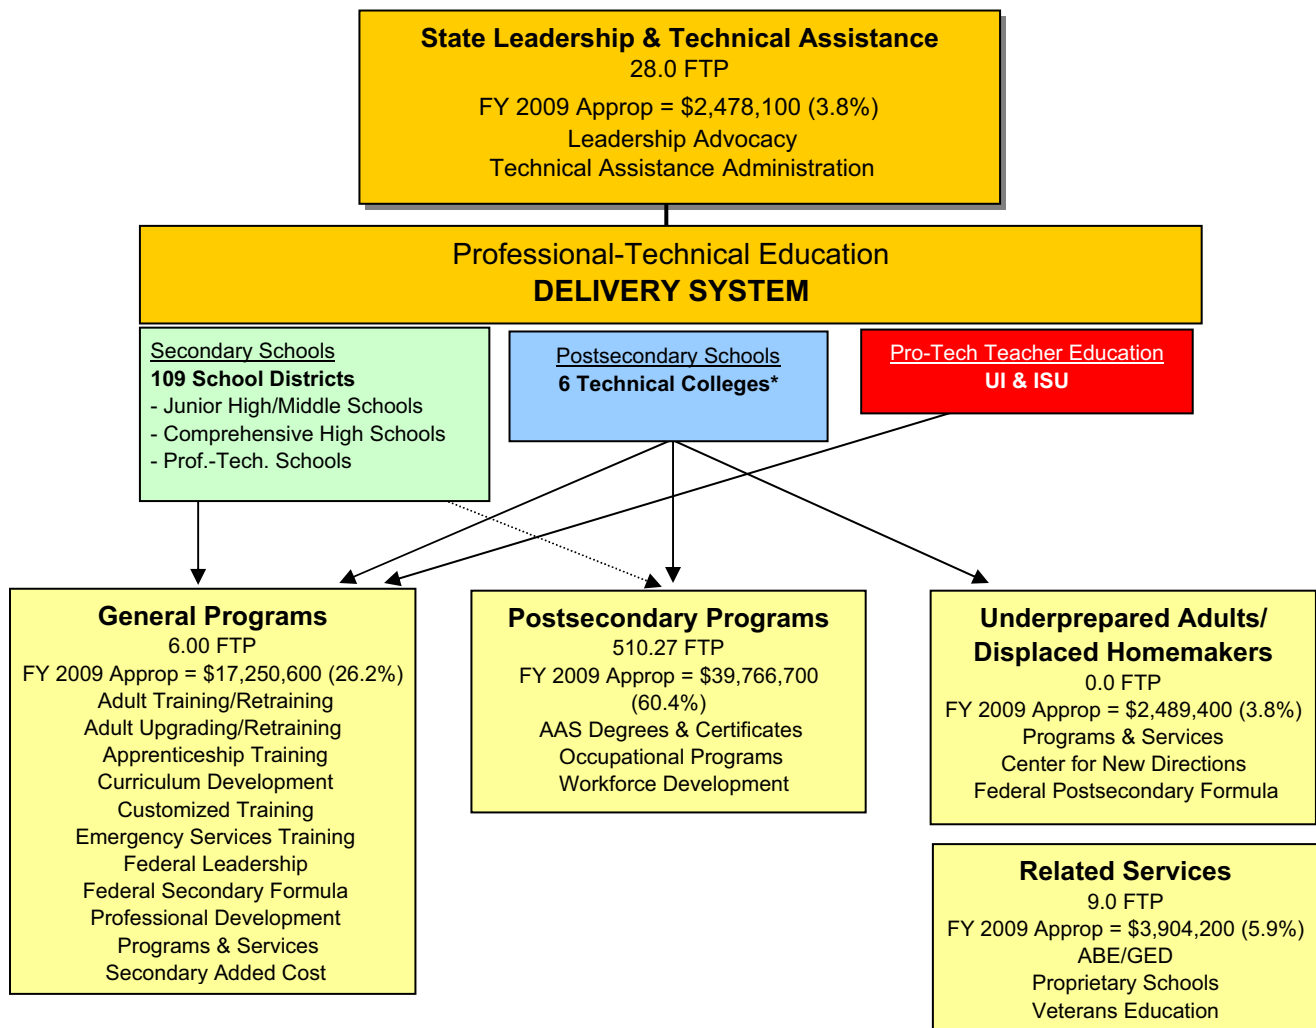 State Leadership & Technical Assistance
28.0 FTP
FY 2009 Approp = $2,478,100 (3.8%)
Leadership Advocacy
Technical Assistance Administration
Professional-Technical Education
DELIVERY SYSTEM
Secondary Schools
109 School Districts
- Junior High/Middle Schools
- Comprehensive High Schools
- Prof.-Tech. Schools
Postsecondary Schools
6 Technical Colleges*
Pro-Tech Teacher Education
UI & ISU
General Programs
6.00 FTP
FY 2009 Approp = $17,250,600 (26.2%)
Adult Training/Retraining
Adult Upgrading/Retraining
Apprenticeship Training
Curriculum Development
Customized Training
Emergency Services Training
Federal Leadership
Federal Secondary Formula
Professional Development
Programs & Services
Secondary Added Cost
Postsecondary Programs
510.27 FTP
FY 2009 Approp = $39,766,700
(60.4%)
AAS Degrees & Certificates
Occupational Programs
Workforce Development
Underprepared Adults/
Displaced Homemakers
0.0 FTP
FY 2009 Approp = $2,489,400 (3.8%)
Programs & Services
Center for New Directions
Federal Postsecondary Formula
Related Services
9.0 FTP
FY 2009 Approp = $3,904,200 (5.9%)
ABE/GED
Proprietary Schools
Veterans Education